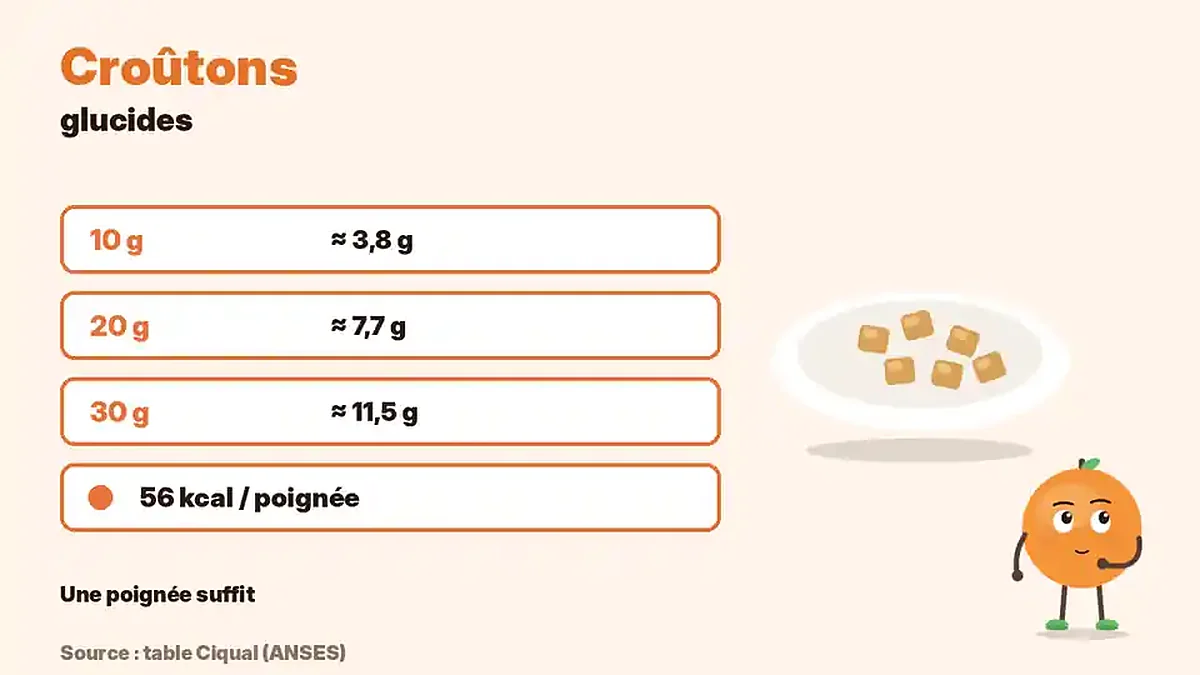 Croûtons
glucides
10 g ≈ 3,8 g
20 g ≈ 7,7 g
30 g ≈ 11,5 g
56 kcal / poignée
Une poignée suffit
Source : table Ciqual (ANSES)